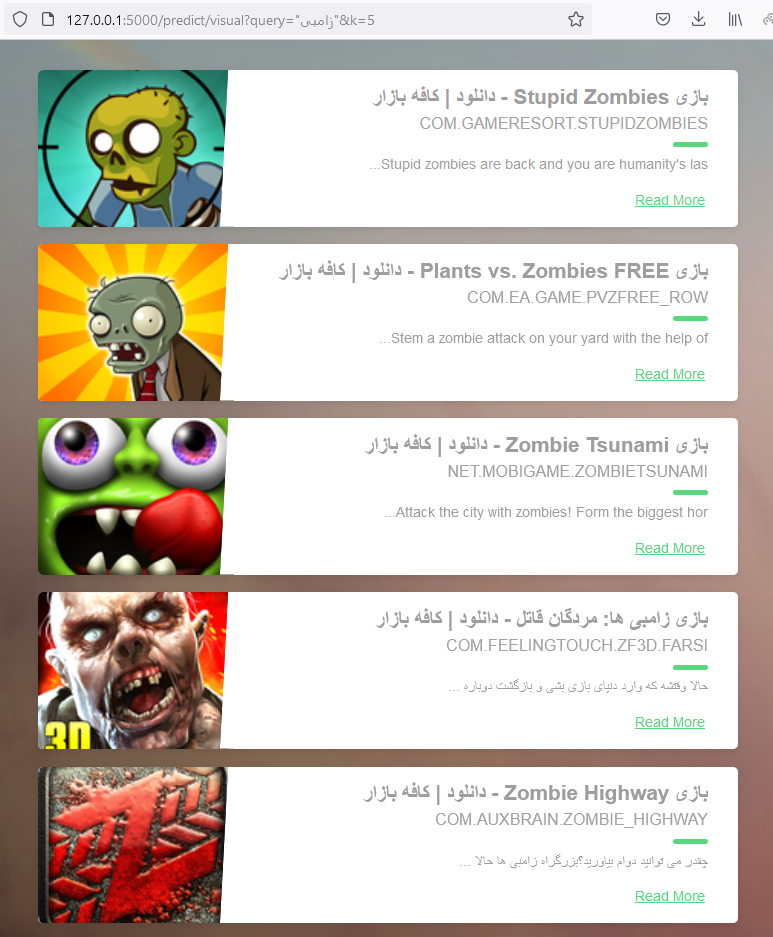 127.0.0.1:5000/predict/visual?query="زامبی"&k=5
بازی Stupid Zombies - دانلود | کافه بازار
COM.GAMERESORT.STUPIDZOMBIES
Stupid zombies are back and you are humanity's las...
Read More
بازی Plants vs. Zombies FREE - دانلود | کافه بازار
COM.EA.GAME.PVZFREE_ROW
Stem a zombie attack on your yard with the help of...
Read More
بازی Zombie Tsunami - دانلود | کافه بازار
NET.MOBIGAME.ZOMBIETSUNAMI
Attack the city with zombies! Form the biggest hor...
Read More
بازی زامبی ها: مردگان قاتل - دانلود | کافه بازار
COM.FEELINGTOUCH.ZF3D.FARSI
حالا وقتشه که وارد دنیای بازی بشی و بازگشت دوباره ...
Read More
3D
بازی Zombie Highway - دانلود | کافه بازار
COM.AUXBRAIN.ZOMBIE_HIGHWAY
چقدر می توانید دوام بیاورید؟بزرگراه زامبی ها حالا ...
Read More
Z